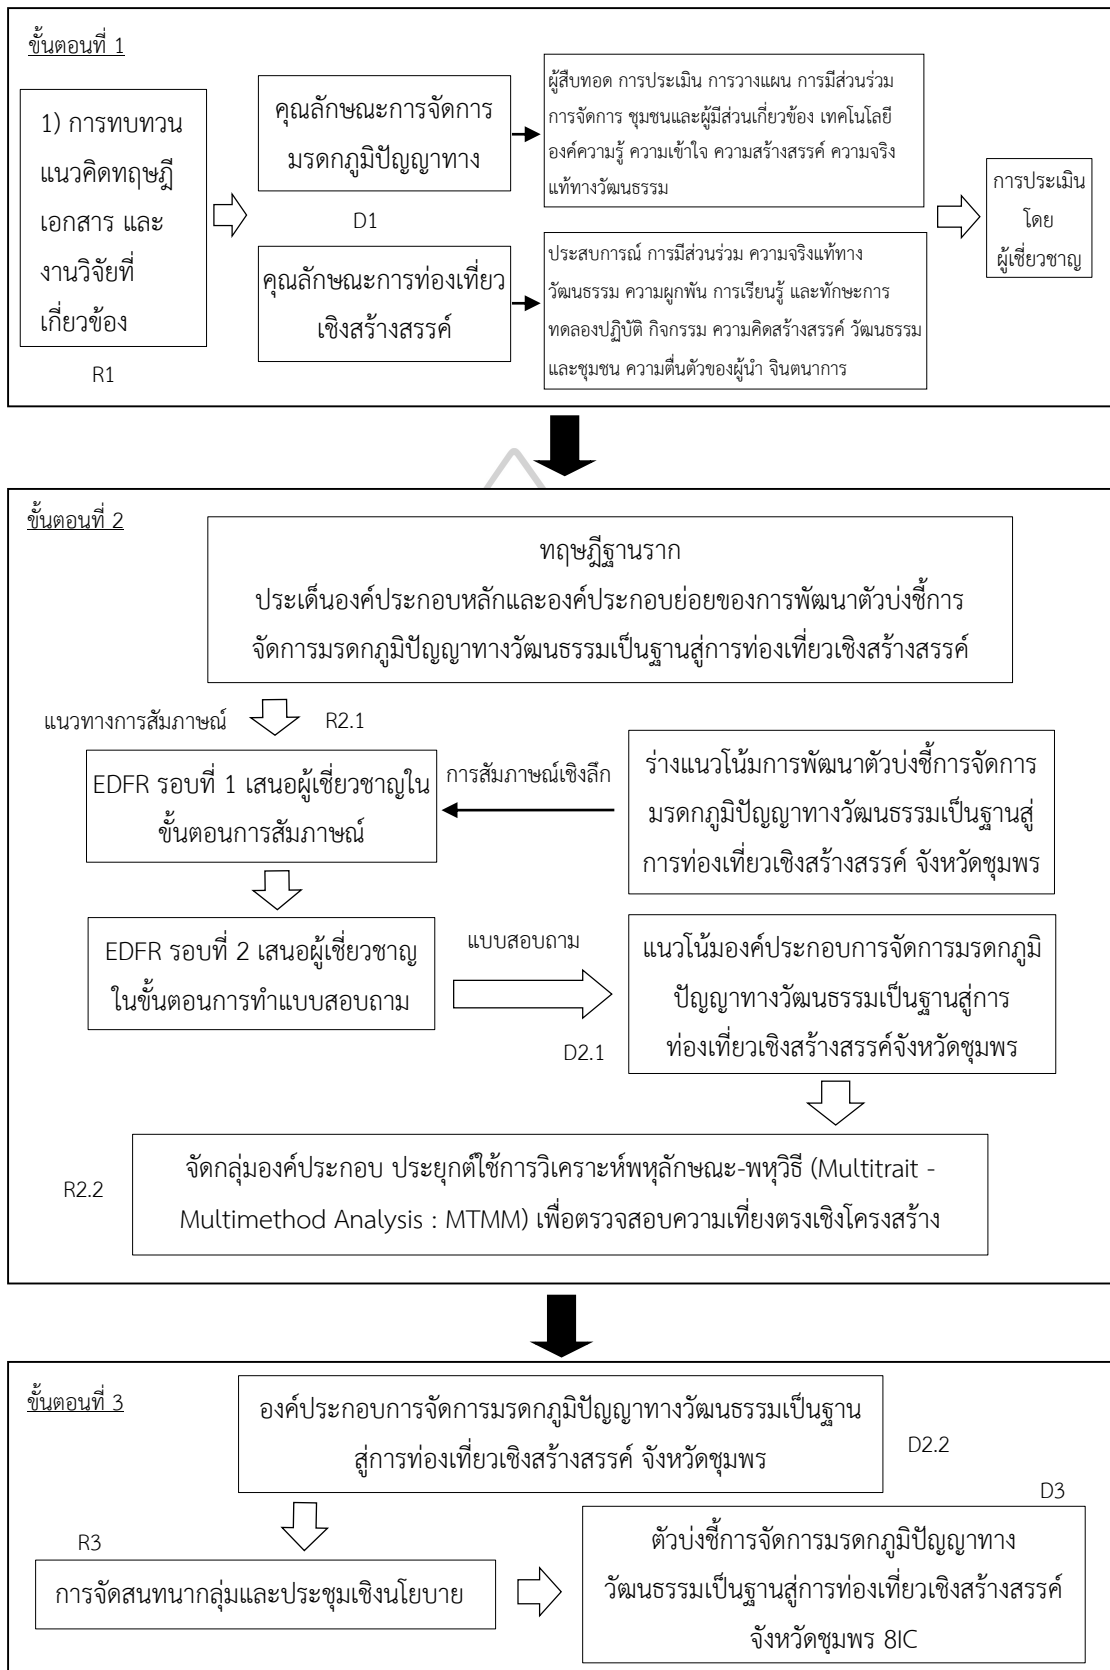 ขั้นตอนที่ 1
1) การทบทวน
แนวคิดทฤษฎี
เอกสาร และ
งานวิจัยที่
เกี่ยวข้อง
R1
คุณลักษณะการจัดการ
มรดกภูมิปัญญาทาง
D1
คุณลักษณะการท่องเที่ยว
เชิงสร้างสรรค์
ผู้สืบทอด การประเมิน การวางแผน การมีส่วนร่วม
การจัดการ ชุมชนและผู้มีส่วนเกี่ยวข้อง เทคโนโลยี
องค์ความรู้ ความเข้าใจ ความสร้างสรรค์ ความจริง
แท้ทางวัฒนธรรม
ประสบการณ์ การมีส่วนร่วม ความจริงแท้ทาง
วัฒนธรรม ความผูกพัน การเรียนรู้ และทักษะการ
ทดลองปฏิบัติ กิจกรรม ความคิดสร้างสรรค์ วัฒนธรรม
และชุมชน ความตื่นตัวของผู้นำ จินตนาการ
การประเมิน
โดย
ผู้เชี่ยวชาญ
ขั้นตอนที่ 2
ทฤษฎีฐานราก
ประเด็นองค์ประกอบหลักและองค์ประกอบย่อยของการพัฒนาตัวบ่งชี้การ
จัดการมรดกภูมิปัญญาทางวัฒนธรรมเป็นฐานสู่การท่องเที่ยวเชิงสร้างสรรค์
แนวทางการสัมภาษณ์
R2.1
EDFR รอบที่ 1 เสนอผู้เชี่ยวชาญใน
ขั้นตอนการสัมภาษณ์
การสัมภาษณ์เชิงลึก
ร่างแนวโน้มการพัฒนาตัวบ่งชี้การจัดการ
มรดกภูมิปัญญาทางวัฒนธรรมเป็นฐานสู่
การท่องเที่ยวเชิงสร้างสรรค์ จังหวัดชุมพร
EDFR รอบที่ 2 เสนอผู้เชี่ยวชาญ
ในขั้นตอนการทำแบบสอบถาม
แบบสอบถาม
D2.1
แนวโน้มองค์ประกอบการจัดการมรดกภูมิ
ปัญญาทางวัฒนธรรมเป็นฐานสู่การ
ท่องเที่ยวเชิงสร้างสรรค์จังหวัดชุมพร
R2.2
จัดกลุ่มองค์ประกอบ ประยุกต์ใช้การวิเคราะห์พหุลักษณะ-พหุวิธี (Multitrait -
Multimethod Analysis : MTMM) เพื่อตรวจสอบความเที่ยงตรงเชิงโครงสร้าง
ขั้นตอนที่ 3
องค์ประกอบการจัดการมรดกภูมิปัญญาทางวัฒนธรรมเป็นฐาน
สู่การท่องเที่ยวเชิงสร้างสรรค์ จังหวัดชุมพร
D2.2
R3
การจัดสนทนากลุ่มและประชุมเชิงนโยบาย
D3
ตัวบ่งชี้การจัดการมรดกภูมิปัญญาทาง
วัฒนธรรมเป็นฐานสู่การท่องเที่ยวเชิงสร้างสรรค์
จังหวัดชุมพร 8IC